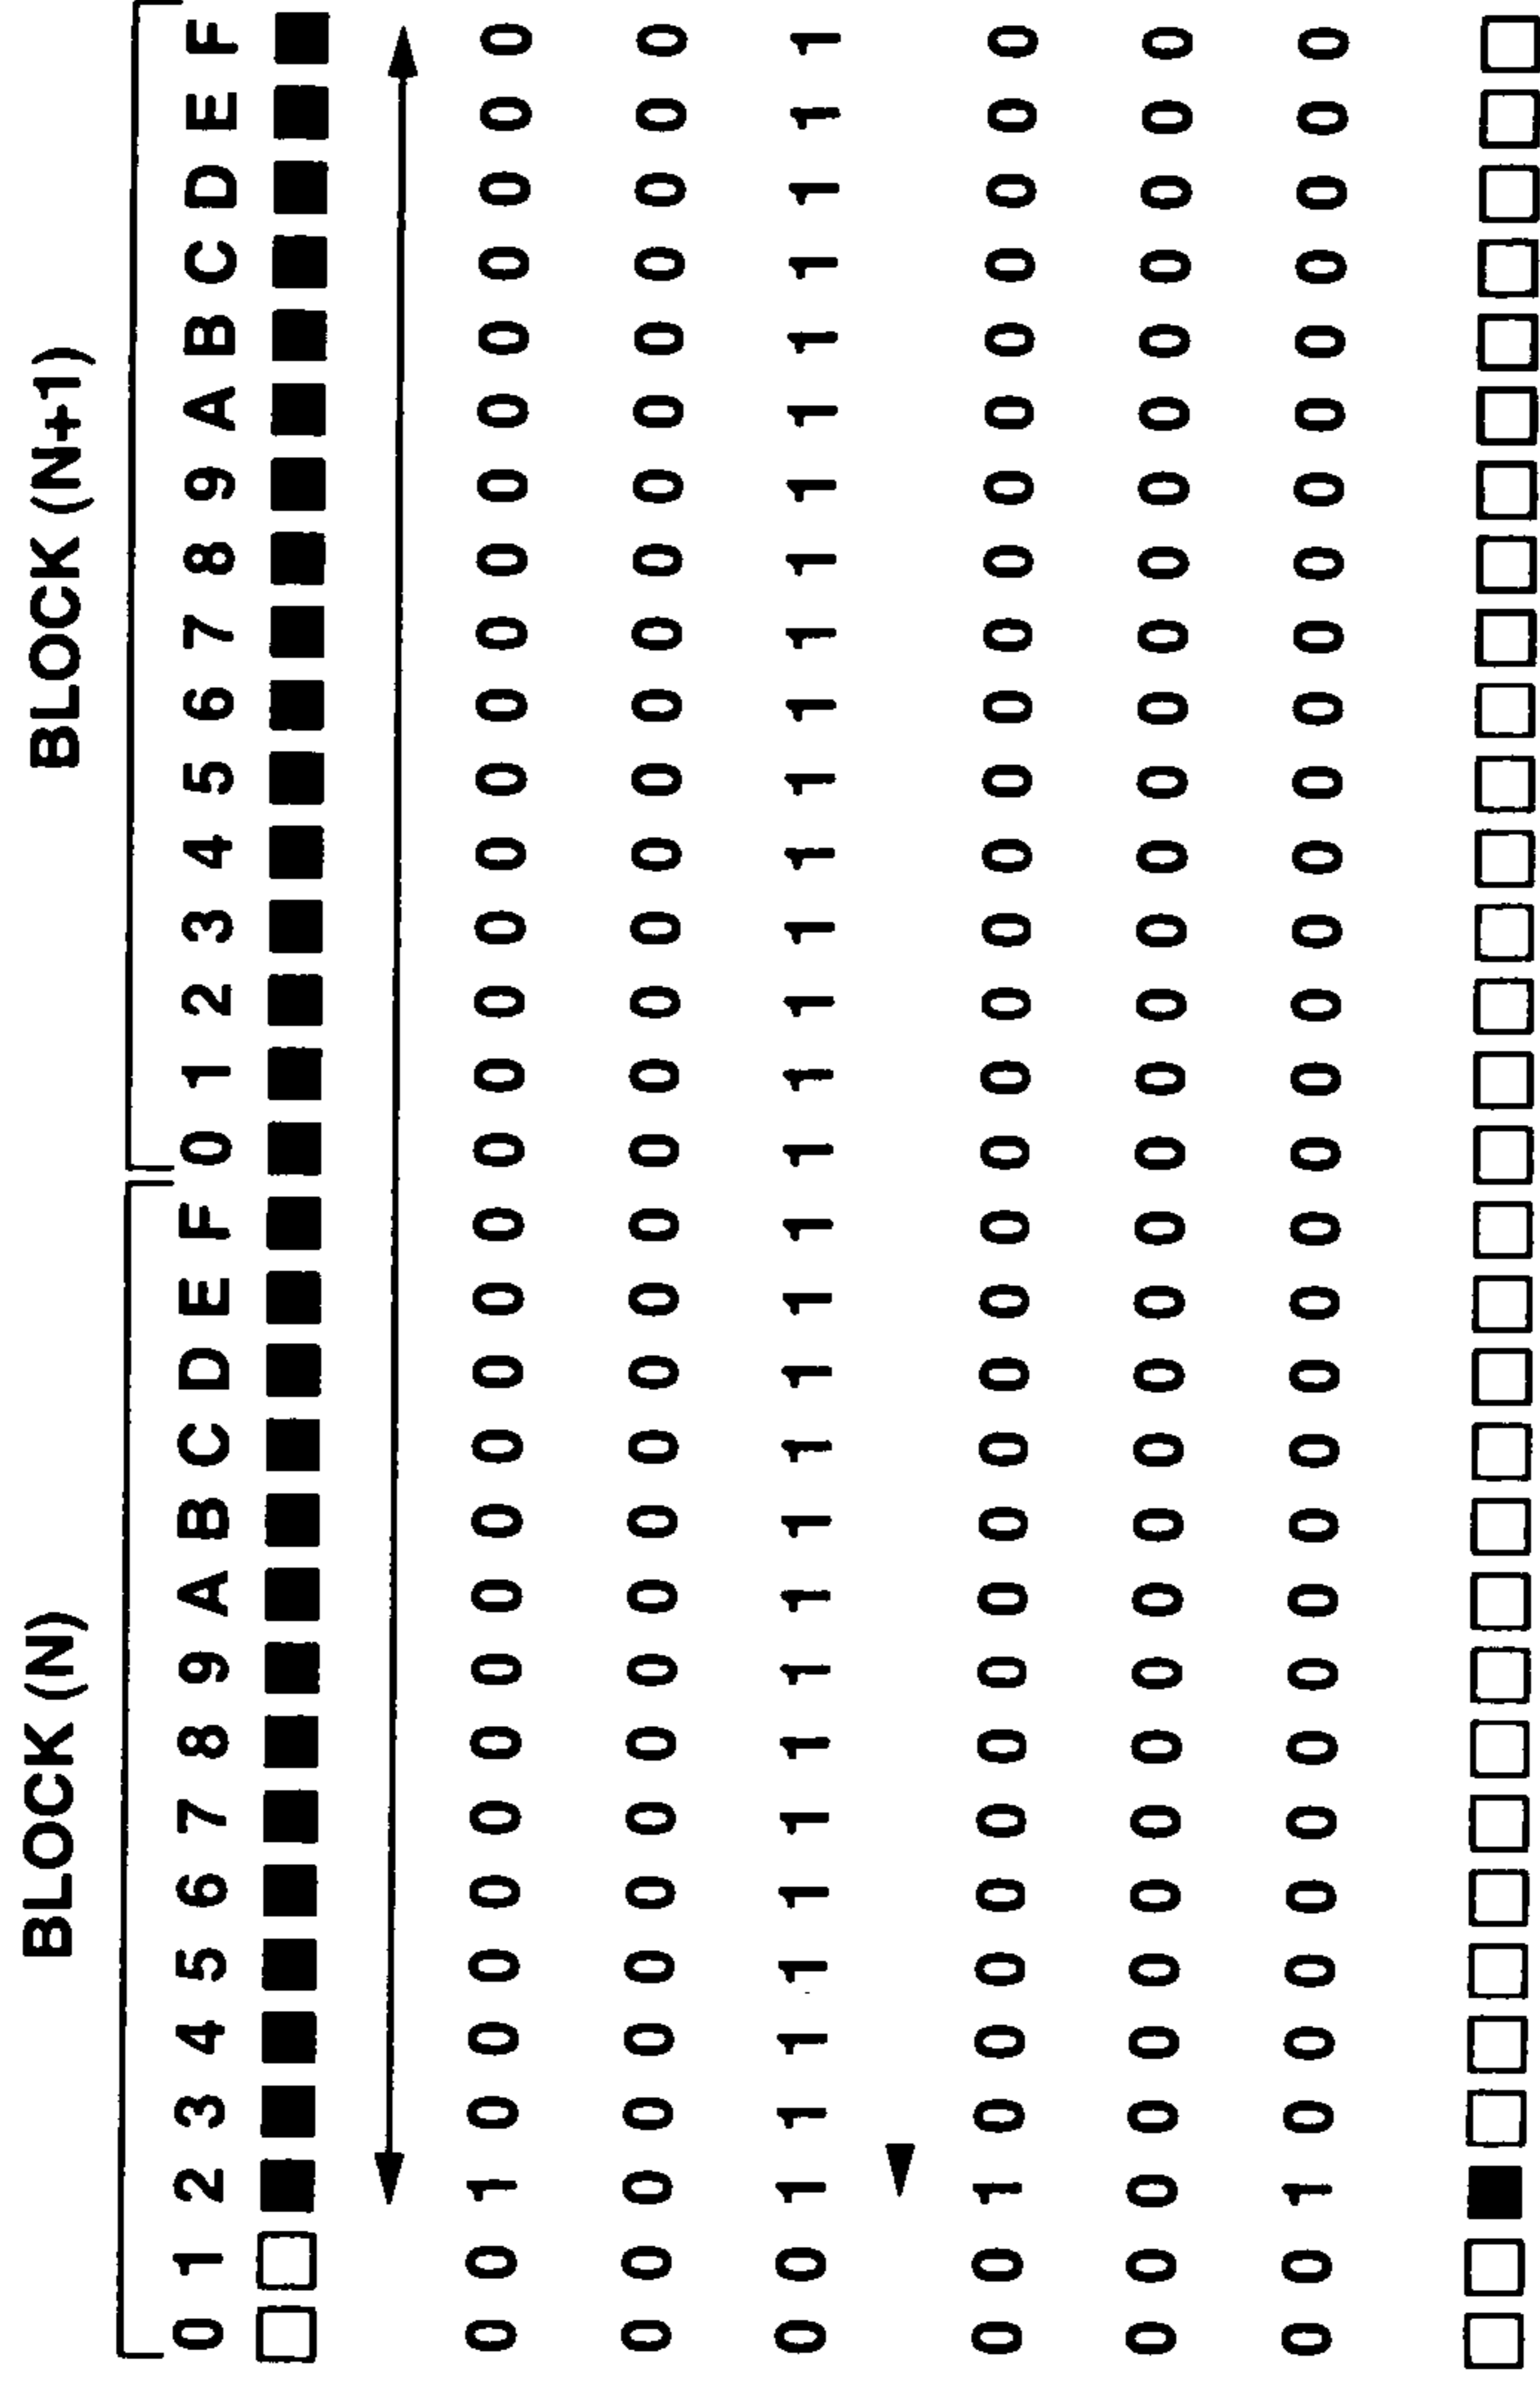 BLOCK (N) BLOCK (N+1)
0 1 2 3 4 5 6 7 8 9 A B C D E F 0 1 2 3 4 5 6 7 8 9 A B C D E F
0 0 1 0 0 0 0 0 0 0 0 0 0 0 0 0 0 0 0 0 0 0 0 0 0 0 0 0 0 0 0 0
0 0 0 0 0 0 0 0 0 0 0 0 0 0 0 0 0 0 0 0 0 0 0 0 0 0 0 0 0 0 0 0
0 0 1 1 1 1 1 1 1 1 1 1 1 1 1 1 1 1 1 1 1 1 1 1 1 1 1 1 1 1 1 1
0 0 1 0 0 0 0 0 0 0 0 0 0 0 0 0 0 0 0 0 0 0 0 0 0 0 0 0 0 0 0 0
0 0 0 0 0 0 0 0 0 0 0 0 0 0 0 0 0 0 0 0 0 0 0 0 0 0 0 0 0 0 0 0
0 0 1 0 0 0 0 0 0 0 0 0 0 0 0 0 0 0 0 0 0 0 0 0 0 0 0 0 0 0 0 0